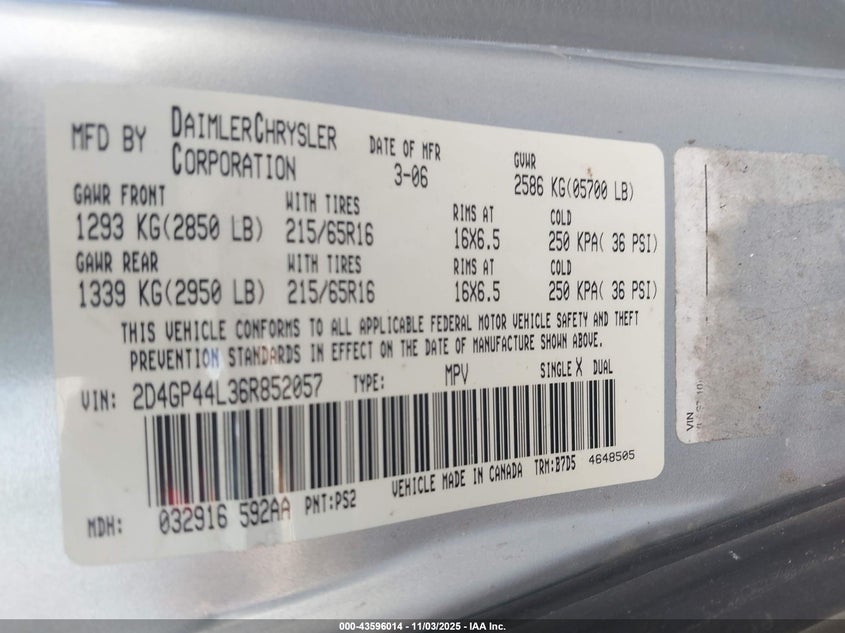 MFD BY DAIMLERCHRYSLER CORPORATION DATE OF MFR 3-06 GVWR 2586 KG(05700 LB)
GAWR FRONT WITH TIRES RIMS AT COLD
1293 KG(2850 LB) 215/65R16 16X6.5 250 KPA( 36 PSI)
GAWR REAR WITH TIRES RIMS AT COLD
1339 KG(2950 LB) 215/65R16 16X6.5 250 KPA( 36 PSI)
THIS VEHICLE CONFORMS TO ALL APPLICABLE FEDERAL MOTOR VEHICLE SAFETY AND THEFT
PREVENTION STANDARDS IN EFFECT ON THE DATE OF MANUFACTURE SHOWN ABOVE.
VIN: 2D4GP44L36R852057 TYPE: MPV SINGLE X DUAL
MDH: 032916 592AA PNT:PS2 VEHICLE MADE IN CANADA TRM:B7D5 4648505
VIN
000-43596014 - 11/03/2025 - IAA Inc.